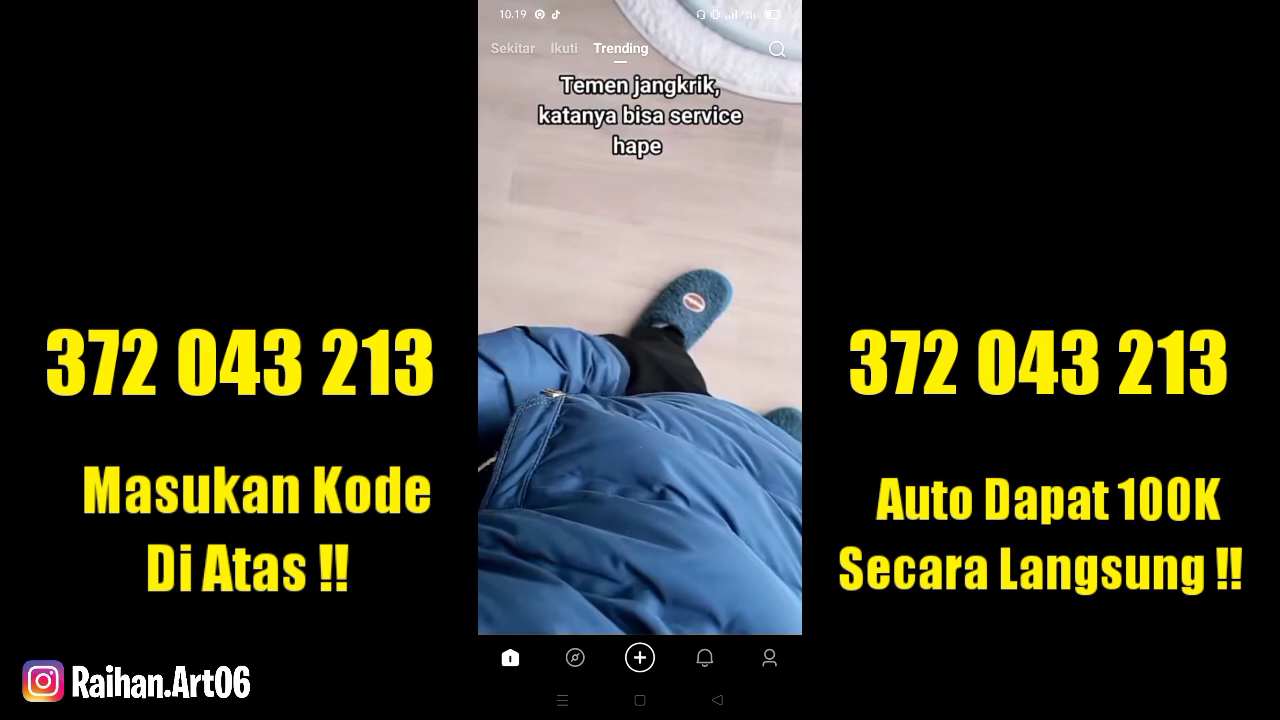 10.19
Sekitar Ikuti Trending
Temen jangkrik,
katanya bisa service
hape
372 043 213
Masukan Kode
Di Atas !!
372 043 213
Auto Dapat 100K
Secara Langsung !!
Raihan.Art06